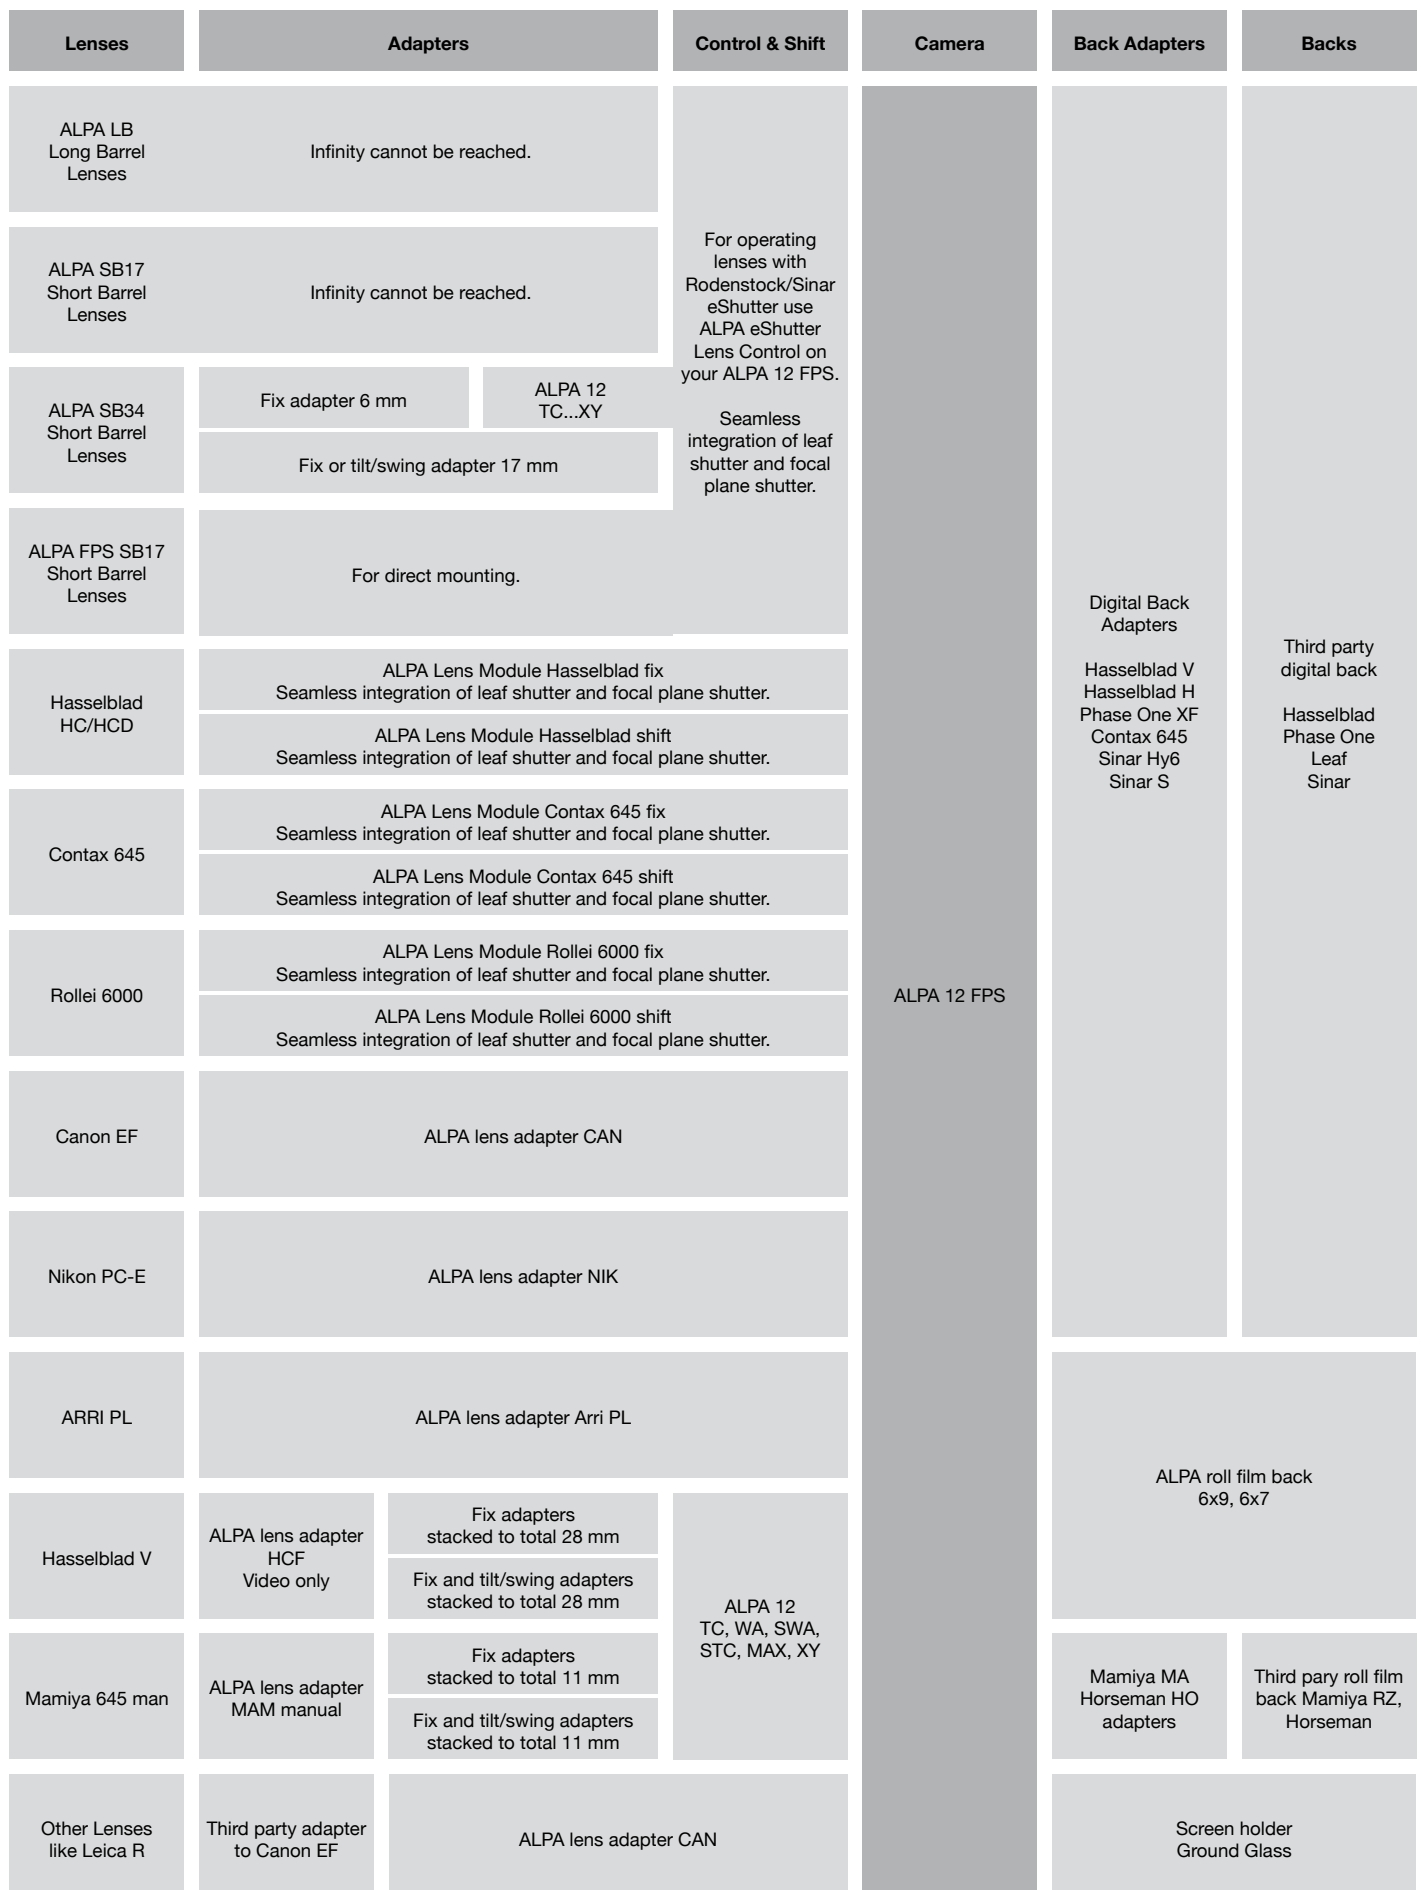 Lenses
Adapters
Control & Shift
Camera
Back Adapters
Backs
ALPA LB
Long Barrel
Lenses
Infinity cannot be reached.
ALPA SB17
Short Barrel
Lenses
Infinity cannot be reached.
ALPA SB34
Short Barrel
Lenses
Fix adapter 6 mm
ALPA 12
TC...XY
Fix or tilt/swing adapter 17 mm
ALPA FPS SB17
Short Barrel
Lenses
For direct mounting.
For operating
lenses with
Rodenstock/Sinar
eShutter use
ALPA eShutter
Lens Control on
your ALPA 12 FPS.
Seamless
integration of leaf
shutter and focal
plane shutter.
Hasselblad
HC/HCD
ALPA Lens Module Hasselblad fix
Seamless integration of leaf shutter and focal plane shutter.
ALPA Lens Module Hasselblad shift
Seamless integration of leaf shutter and focal plane shutter.
Contax 645
ALPA Lens Module Contax 645 fix
Seamless integration of leaf shutter and focal plane shutter.
ALPA Lens Module Contax 645 shift
Seamless integration of leaf shutter and focal plane shutter.
Rollei 6000
ALPA Lens Module Rollei 6000 fix
Seamless integration of leaf shutter and focal plane shutter.
ALPA Lens Module Rollei 6000 shift
Seamless integration of leaf shutter and focal plane shutter.
Canon EF
ALPA lens adapter CAN
Nikon PC-E
ALPA lens adapter NIK
ARRI PL
ALPA lens adapter Arri PL
Hasselblad V
ALPA lens adapter
HCF
Video only
Fix adapters
stacked to total 28 mm
Fix and tilt/swing adapters
stacked to total 28 mm
Mamiya 645 man
ALPA lens adapter
MAM manual
Fix adapters
stacked to total 11 mm
Fix and tilt/swing adapters
stacked to total 11 mm
ALPA 12
TC, WA, SWA,
STC, MAX, XY
Other Lenses
like Leica R
Third party adapter
to Canon EF
ALPA lens adapter CAN
ALPA 12 FPS
Digital Back
Adapters
Hasselblad V
Hasselblad H
Phase One XF
Contax 645
Sinar Hy6
Sinar S
Third party
digital back
Hasselblad
Phase One
Leaf
Sinar
ALPA roll film back
6x9, 6x7
Mamiya MA
Horseman HO
adapters
Third pary roll film
back Mamiya RZ,
Horseman
Screen holder
Ground Glass